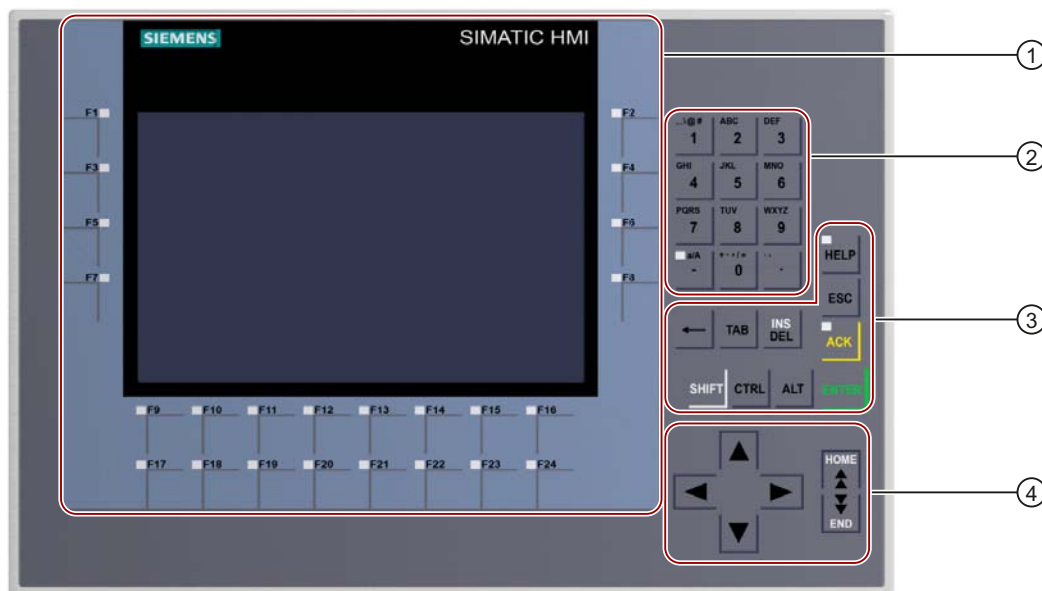 SIEMENS SIMATIC HMI
①
F1 F2
_.\@# ABC DEF
1 2 3
②
F3 F4
GHI JKL MNO
4 5 6
F5 F6
PQRS TUV WXYZ
7 8 9
HELP
F7 F8
a/A
- 0 .
ESC
③
TAB
INS
DEL
ACK
SHIFT CTRL ALT ENTER
F9 F10 F11 F12 F13 F14 F15 F16
F17 F18 F19 F20 F21 F22 F23 F24
HOME
④
END